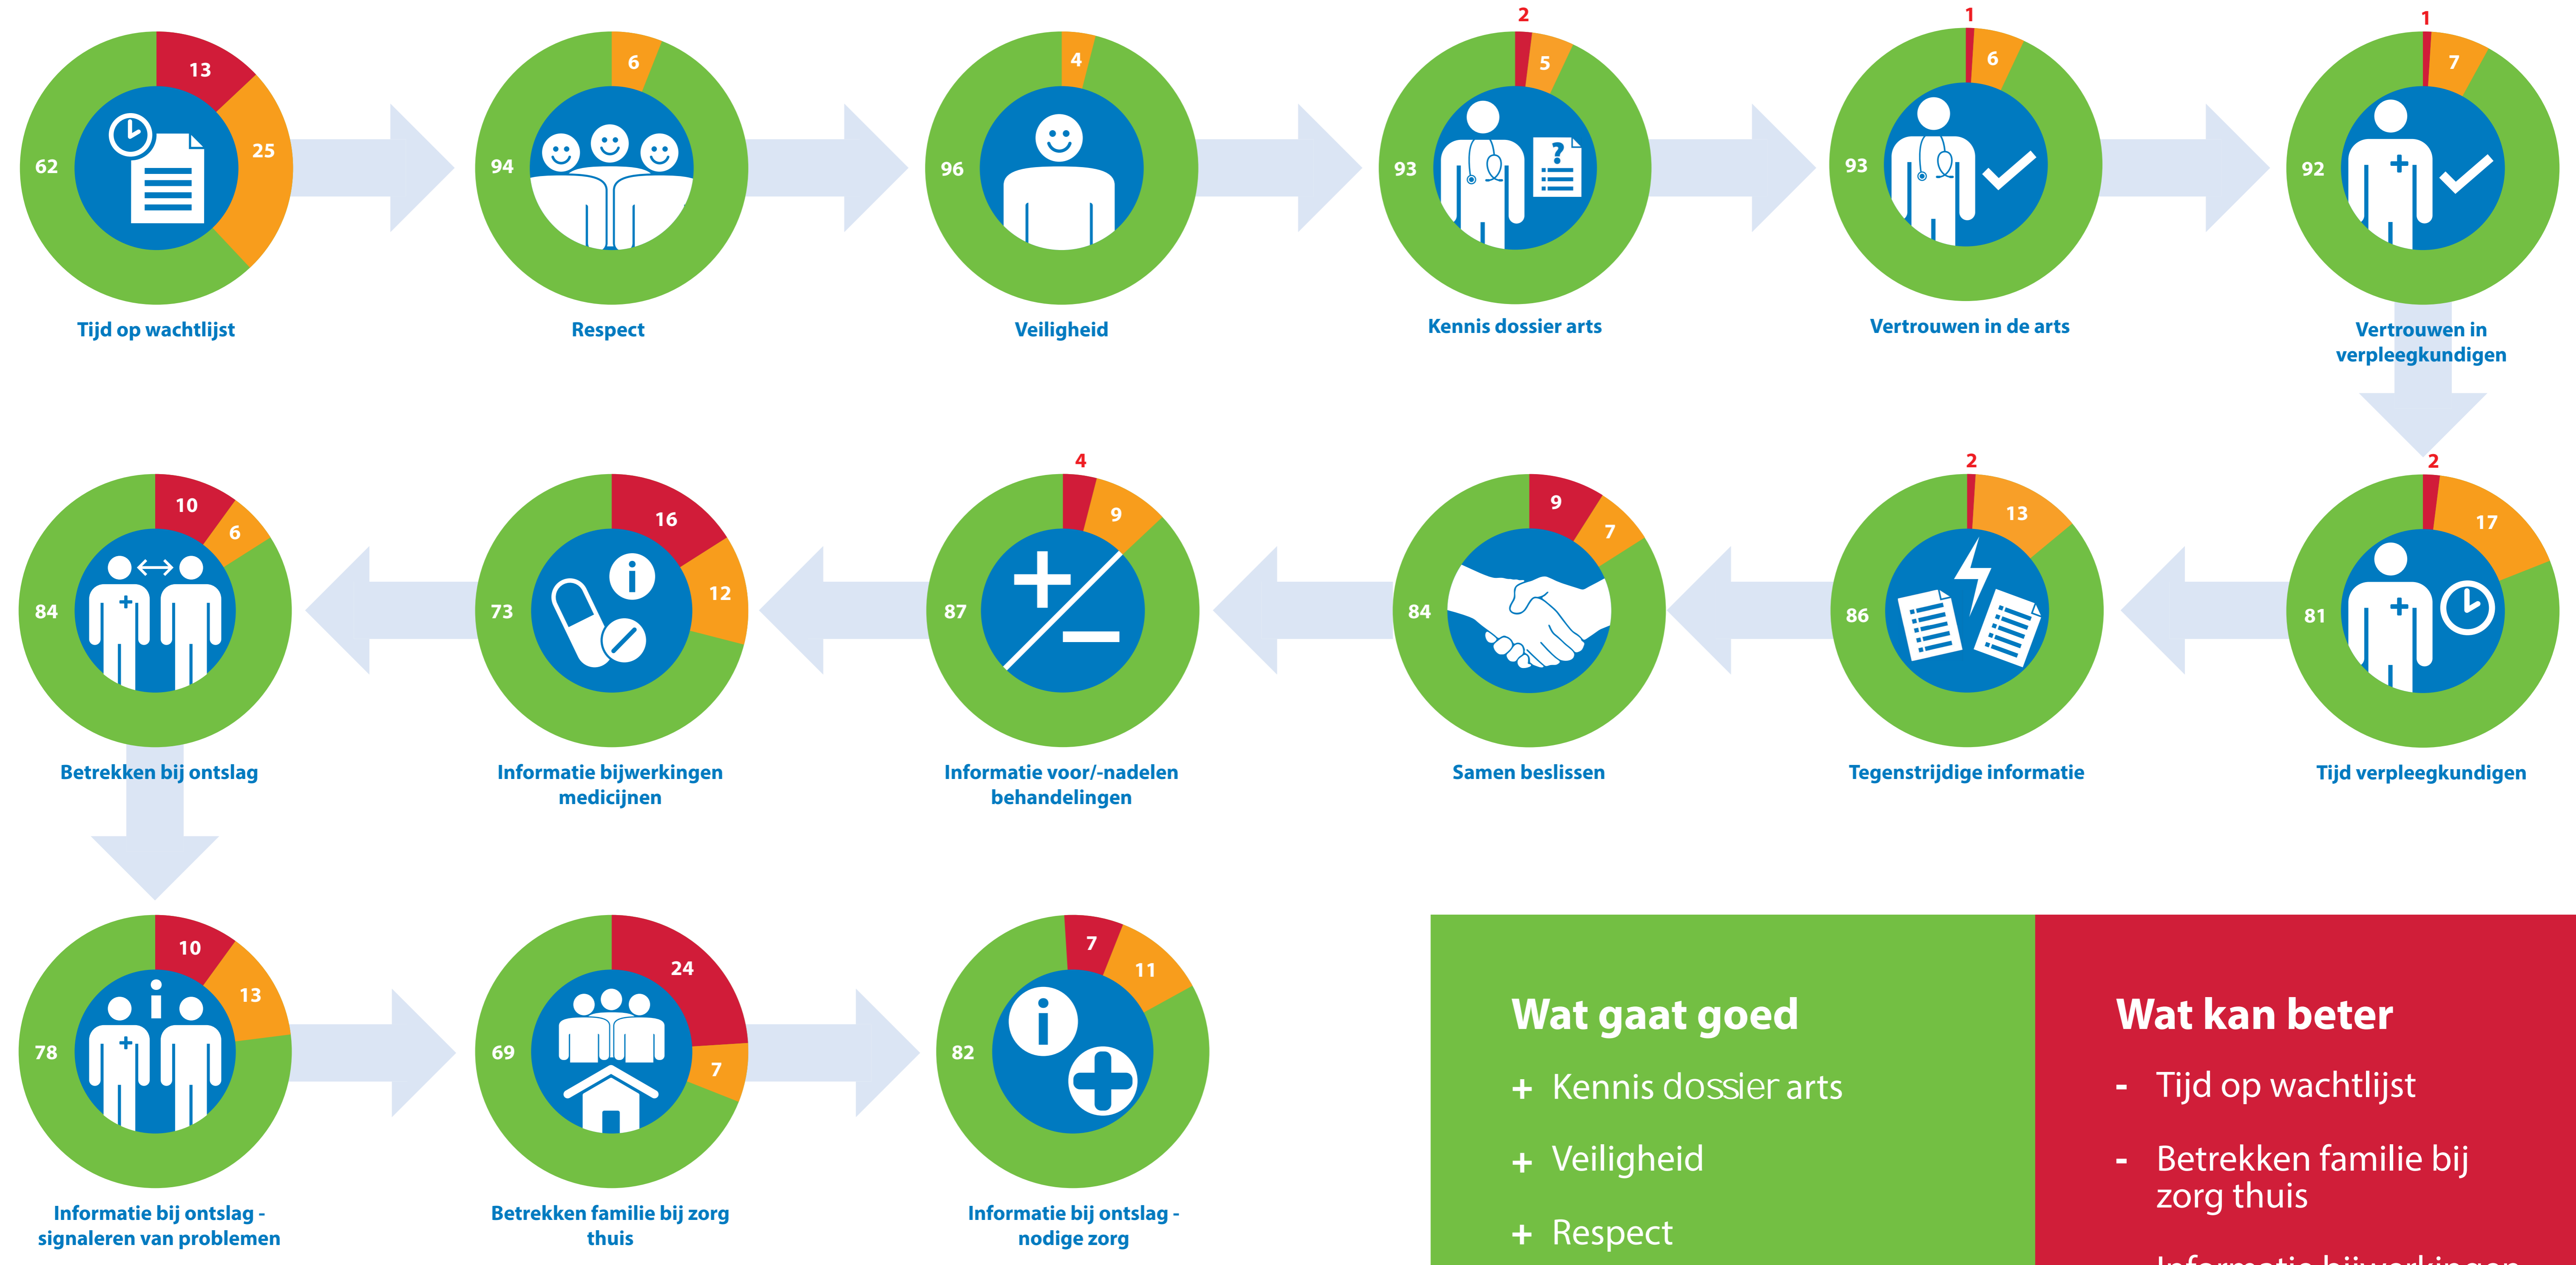 13
25
62
Tijd op wachtlijst
6
94
Respect
4
96
Veiligheid
2
5
93
?
Kennis dossier arts
1
6
93
Vertrouwen in de arts
1
7
92
Vertrouwen in
verpleegkundigen
10
6
84
Betrekken bij ontslag
16
12
73
i
Informatie bijwerkingen
medicijnen
4
9
87
Informatie voor/-nadelen
behandelingen
9
7
84
Samen beslissen
2
13
86
Tegenstrijdige informatie
2
17
81
Tijd verpleegkundigen
10
13
78
i
Informatie bij ontslag -
signaleren van problemen
24
7
69
Betrekken familie bij zorg
thuis
7
11
82
i
Informatie bij ontslag -
nodige zorg
Wat gaat goed
+ Kennis dossier arts
+ Veiligheid
+ Respect
Wat kan beter
- Tijd op wachtlijst
- Betrekken familie bij
zorg thuis
Informatie bijwerkingen